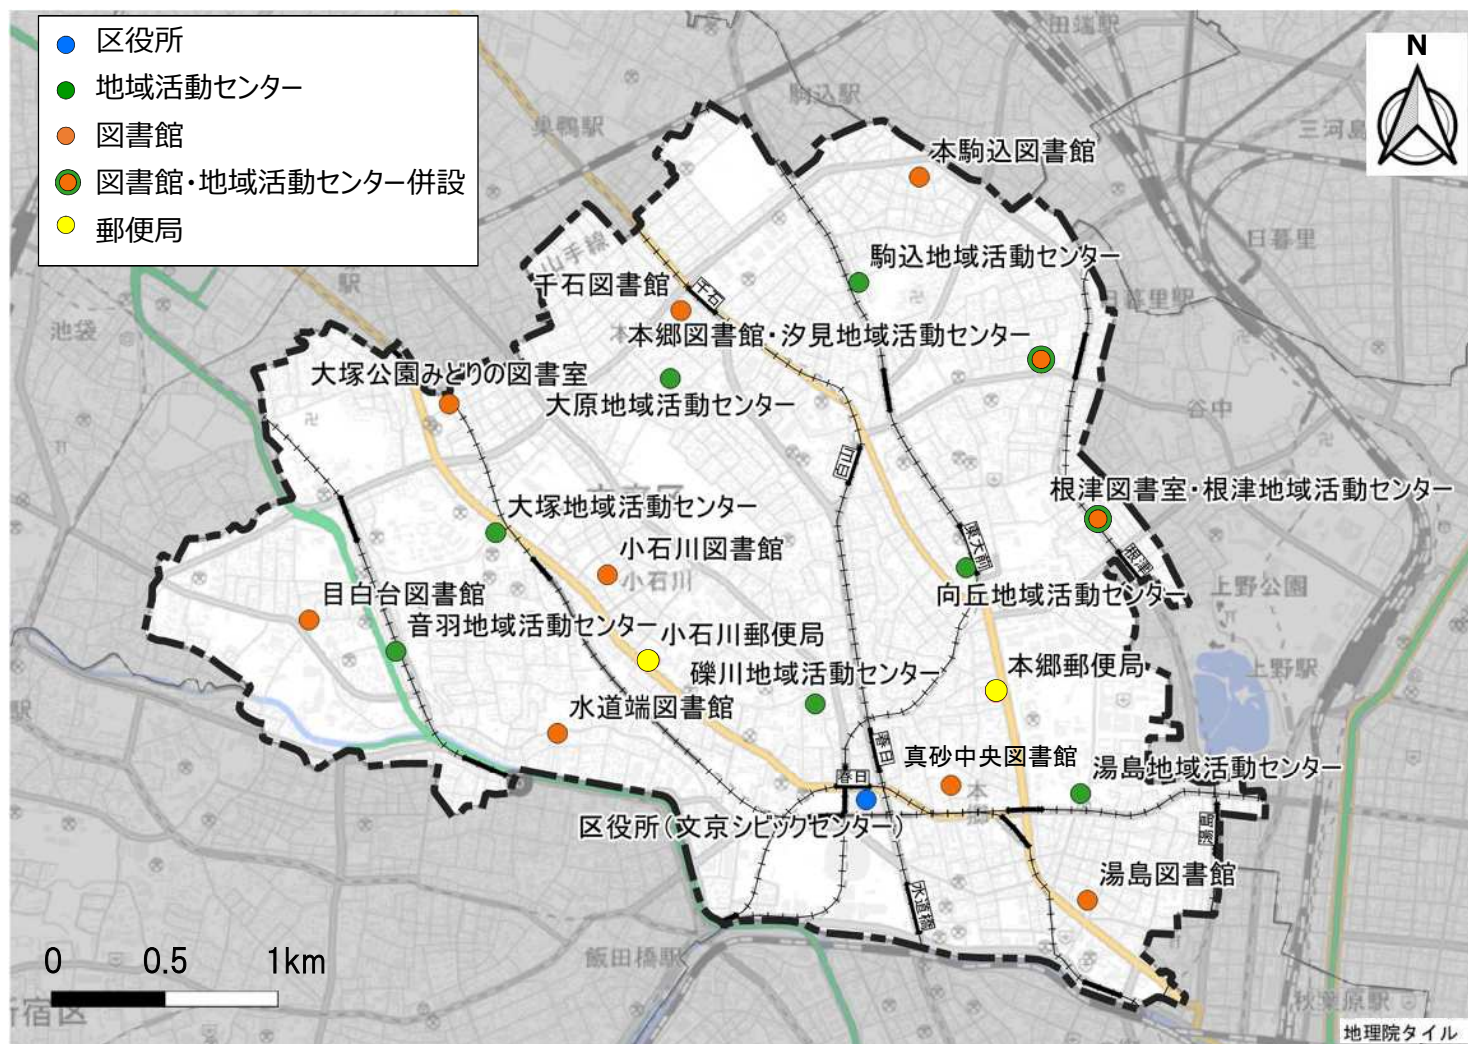 区役所
地域活動センター
図書館
図書館・地域活動センター併設
郵便局
N
田端駅
駒込駅
巣鴨駅
三河島
本駒込図書館
山手線
日暮里
駒込地域活動センター
千石図書館
千石
日暮里駅
駅
池袋
本郷図書館・汐見地域活動センター
大塚公園みどりの図書室
大原地域活動センター
谷中
白山
大塚地域活動センター
根津図書室・根津地域活動センター
小石川図書館
小石川
東大前
根津
上野公園
目白台図書館
向丘地域活動センター
音羽地域活動センター
小石川郵便局
本郷郵便局
上野駅
礫川地域活動センター
水道端図書館
駅
春日
真砂中央図書館
湯島地域活動センター
春日
本郷
区役所（文京シビックセンター）
湯島
湯島図書館
水道橋
飯田橋駅
秋葉原駅
0 0.5 1km
新宿区
地理院タイル